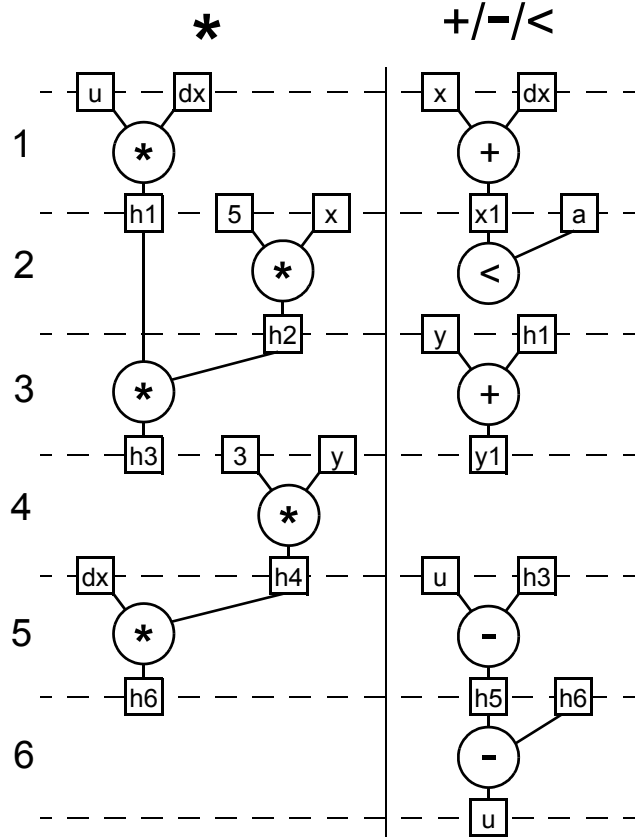 * +/-/<
u dx x dx
1
* +
h1 5 x x1 a
2
* <
h2 y h1
3
* +
h3 3 y y1
4
*
dx h4 u h3
5
* -
h6 h5 h6
6
-
u